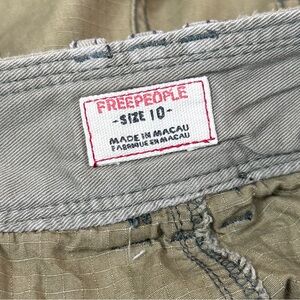 FREEPEOPLE
-SIZE 10-
MADE IN MACAU
FABRIQUE EN MACAU